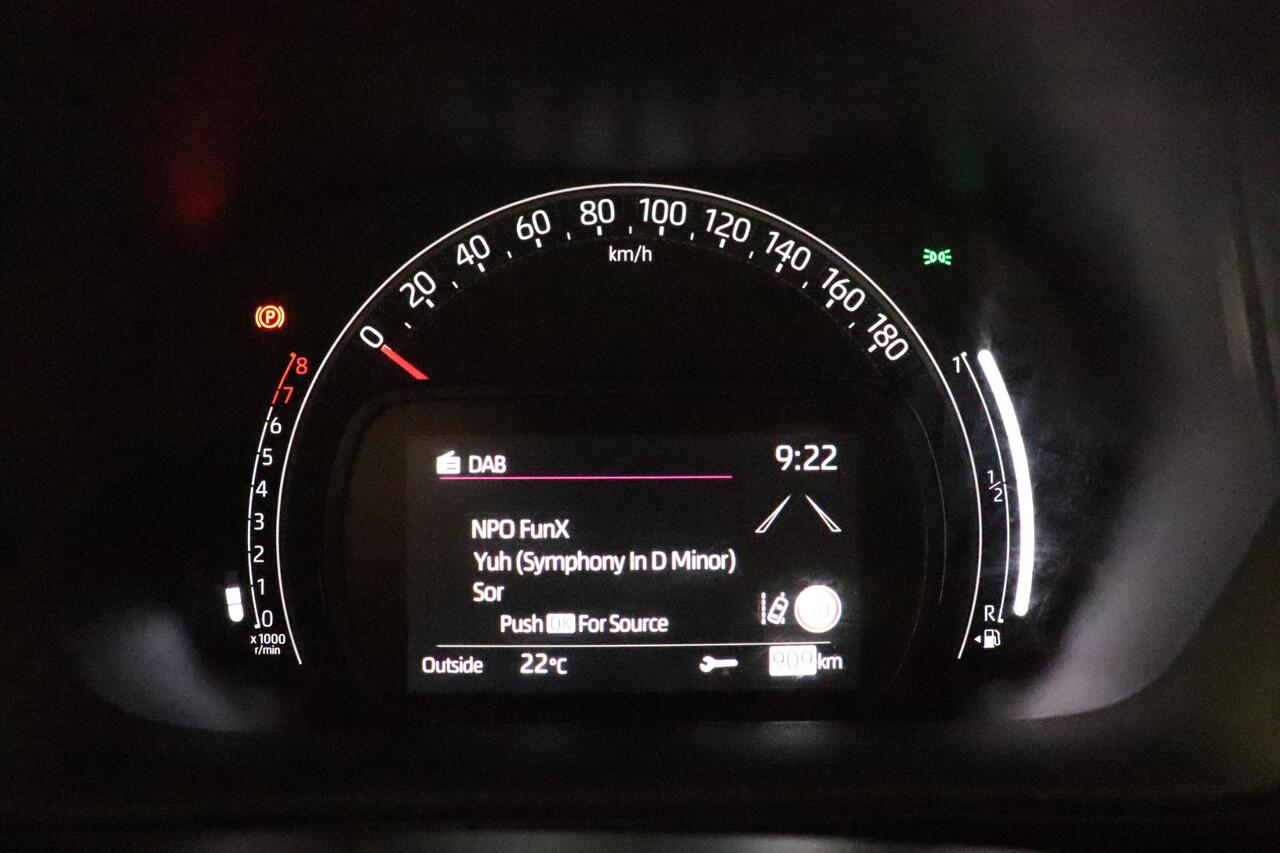 80
100
60
120
40
140
km/h
20
160
0
180
P
8
7
6
5
4
3
2
1
0
x1000
r/min
1
1/2
R
DAB
9:22
NPO FunX
Yuh (Symphony In D Minor)
Sor
Push OK For Source
Outside 22°C 909 km